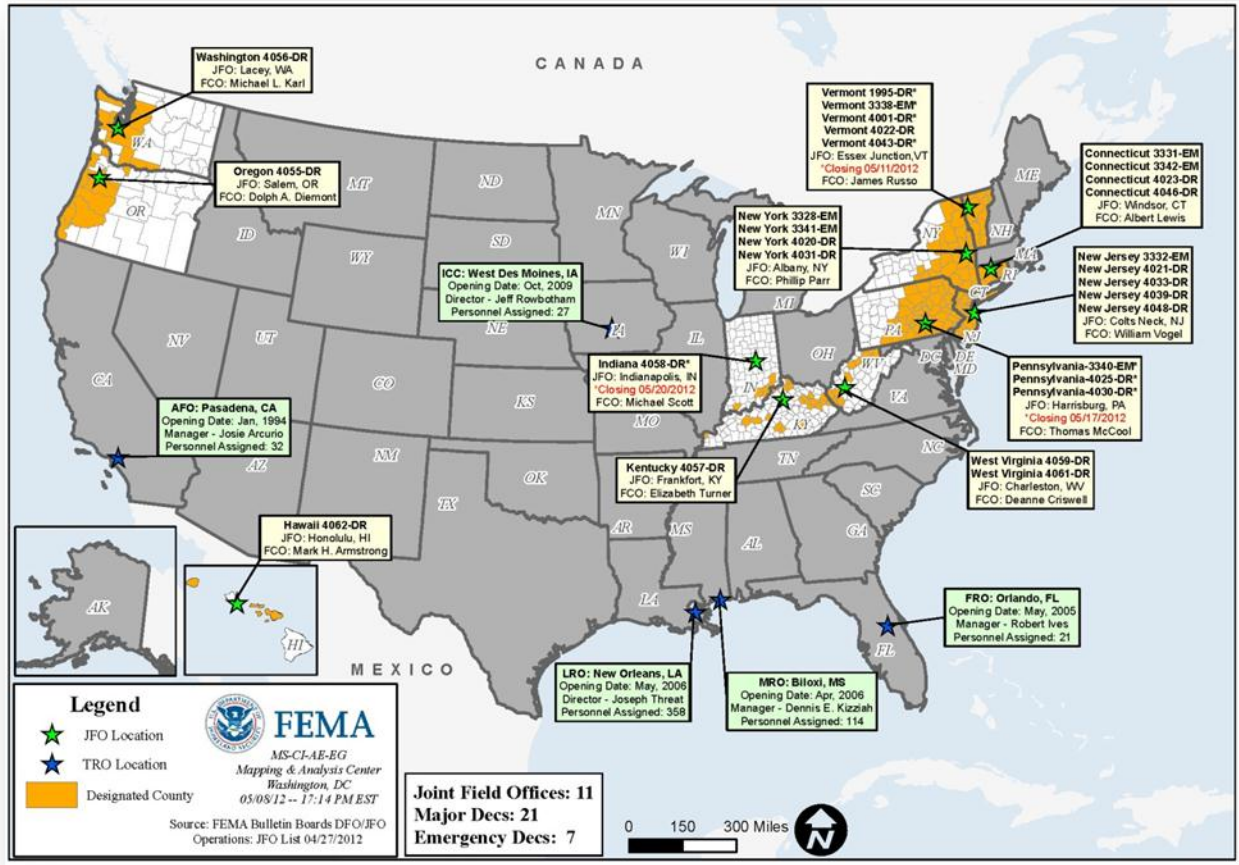 CANADA
Washington 4056-DR
JFO: Lacey, WA
FCO: Michael L. Karl
Oregon 4055-DR
JFO: Salem, OR
FCO: Dolph A. Diemont
Vermont 1995-DR*
Vermont 3338-EM*
Vermont 4001-DR*
Vermont 4022-DR
Vermont 4043-DR*
JFO: Essex Junction,VT
*Closing 05/11/2012
FCO: James Russo
Connecticut 3331-EM
Connecticut 3342-EM
Connecticut 4023-DR
Connecticut 4046-DR
JFO: Windsor, CT
FCO: Albert Lewis
New York 3328-EM
New York 3341-EM
New York 4020-DR
New York 4031-DR
JFO: Albany, NY
FCO: Phillip Parr
New Jersey 3332-EM
New Jersey 4021-DR
New Jersey 4033-DR
New Jersey 4039-DR
New Jersey 4048-DR
JFO: Colts Neck, NJ
FCO: William Vogel
ICC: West Des Moines, IA
Opening Date: Oct, 2009
Director - Jeff Rowbotham
Personnel Assigned: 27
Indiana 4058-DR*
JFO: Indianapolis, IN
*Closing 05/20/2012
FCO: Michael Scott
Pennsylvania-3340-EM*
Pennsylvania-4025-DR*
Pennsylvania-4030-DR*
JFO: Harrisburg, PA
*Closing 05/17/2012
FCO: Thomas McCool
AFO: Pasadena, CA
Opening Date: Jan, 1994
Manager - Josie Arcurio
Personnel Assigned: 32
Kentucky 4057-DR
JFO: Frankfort, KY
FCO: Elizabeth Turner
West Virginia 4059-DR
West Virginia 4061-DR
JFO: Charleston, WV
FCO: Deanne Criswell
Hawaii 4062-DR
JFO: Honolulu, HI
FCO: Mark H. Armstrong
FRO: Orlando, FL
Opening Date: May, 2005
Manager - Robert Ives
Personnel Assigned: 21
LRO: New Orleans, LA
Opening Date: May, 2006
Director - Joseph Threat
Personnel Assigned: 358
MRO: Biloxi, MS
Opening Date: Apr, 2006
Manager - Dennis E. Kizziah
Personnel Assigned: 114
WA
OR
MT
ID
WY
ND
SD
NE
MN
WI
IA
MI
IL
IN
OH
NY
NH
ME
MA
RI
CT
PA
NJ
DE
MD
DC
WV
VA
KY
NV
UT
CO
KS
MO
CA
AZ
NM
OK
TX
AR
LA
MS
AL
TN
NC
SC
GA
FL
AK
HI
MEXICO
Legend
JFO Location
TRO Location
Designated County
FEMA
MS-CI-AE-EG
Mapping & Analysis Center
Washington, DC
05/08/12 -- 17:14 PM EST
Source: FEMA Bulletin Boards DFO/JFO
Operations: JFO List 04/27/2012
Joint Field Offices: 11
Major Decs: 21
Emergency Decs: 7
0 150 300 Miles
N